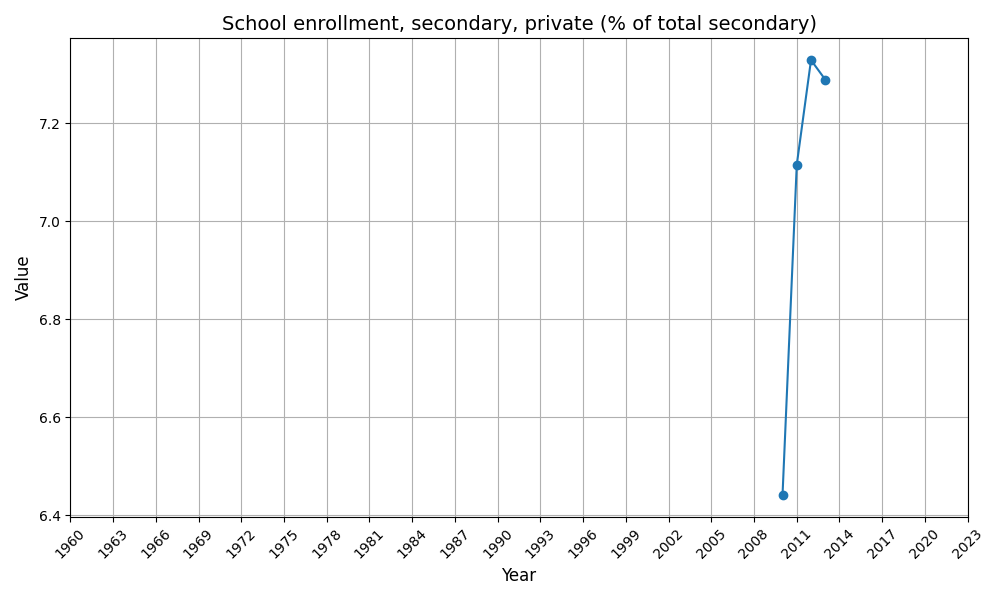 School enrollment, secondary, private (% of total secondary)
Value
7.2
7.0
6.8
6.6
6.4
1960 1963 1966 1969 1972 1975 1978 1981 1984 1987 1990 1993 1996 1999 2002 2005 2008 2011 2014 2017 2020 2023
Year